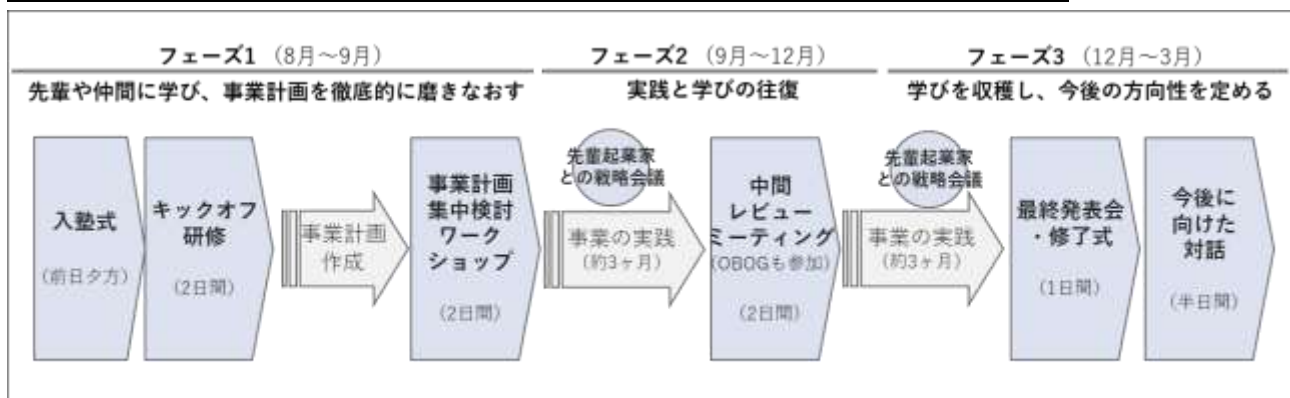 フェーズ1（8月～9月）
先輩や仲間に学び、事業計画を徹底的に磨きなおす
入塾式
(前日夕方)
キックオフ
研修
(2日間)
事業計画
作成
事業計画
集中検討
ワーク
ショップ
(2日間)
フェーズ2（9月～12月）
実践と学びの往復
先輩起業家
との戦略会議
事業の実践
(約3ヶ月)
中間
レビュー
ミーティング
(OBOGも参加)
(2日間)
フェーズ3（12月～3月）
学びを収穫し、今後の方向性を定める
先輩起業家
との戦略会議
事業の実践
(約3ヶ月)
最終発表会
・修了式
(1日間)
今後に
向けた
対話
(半日間)